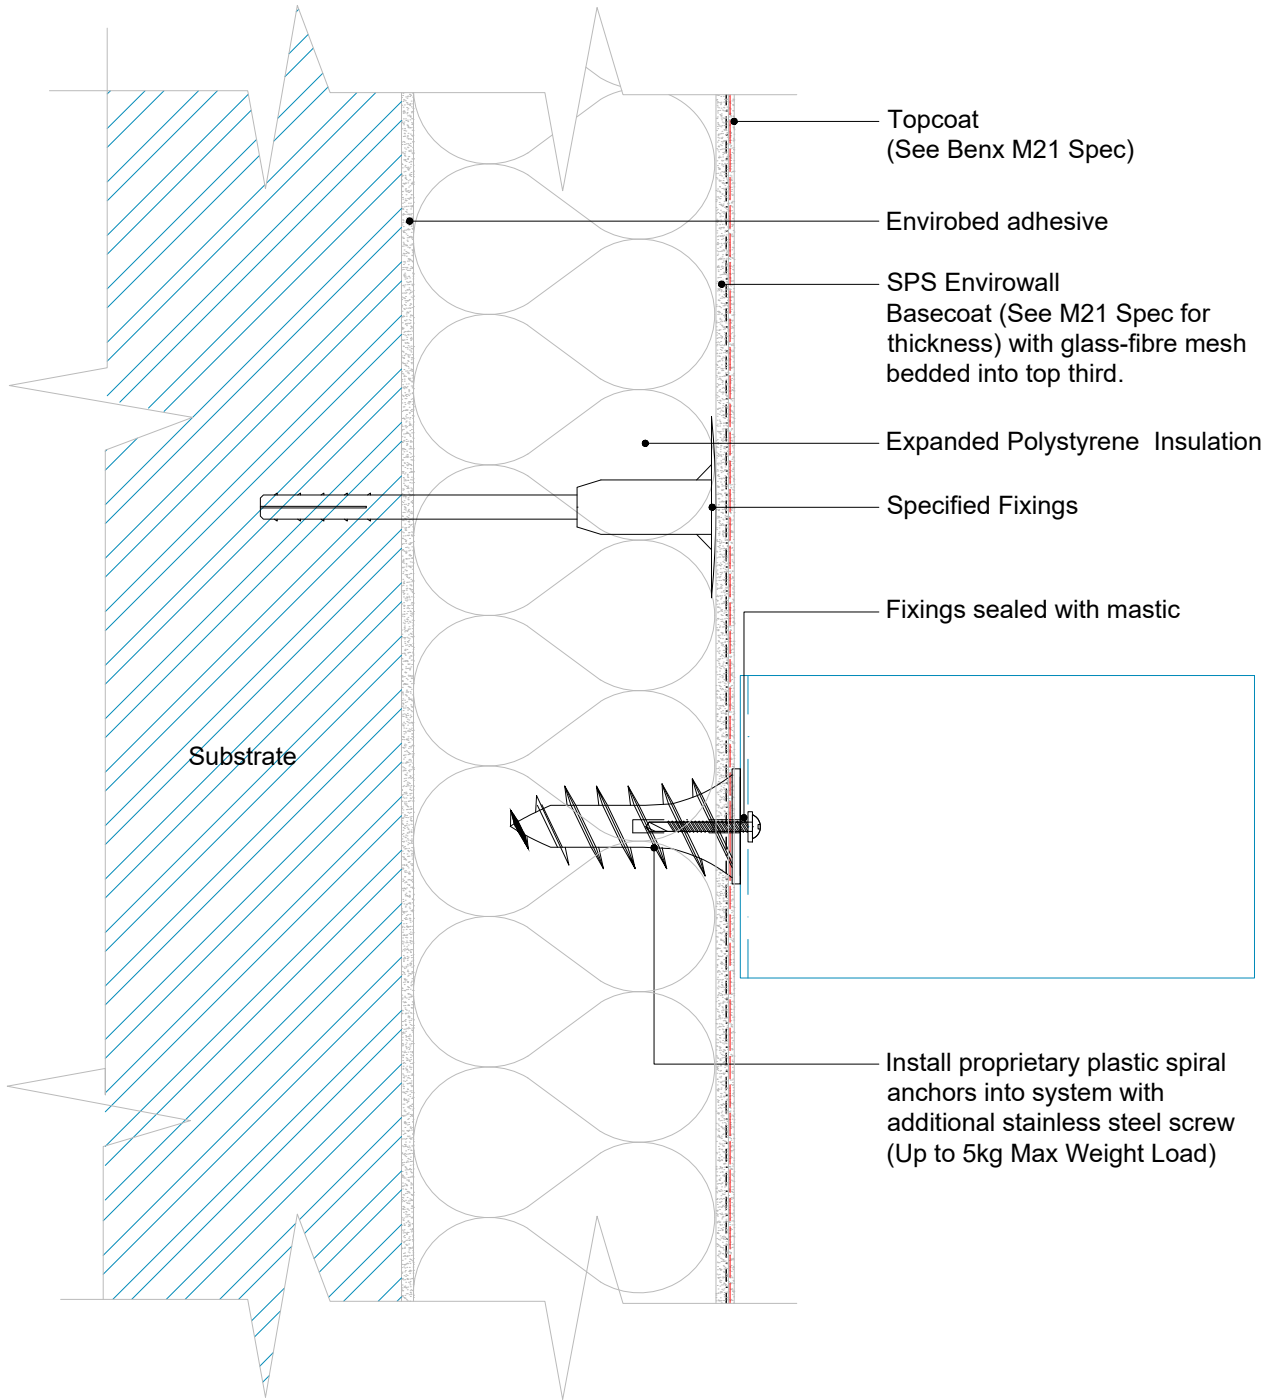 Topcoat
(See Benx M21 Spec)
Envirobed adhesive
SPS Envirowall
Basecoat (See M21 Spec for
thickness) with glass-fibre mesh
bedded into top third.
Expanded Polystyrene Insulation
Specified Fixings
Fixings sealed with mastic
Substrate
Install proprietary plastic spiral
anchors into system with
additional stainless steel screw
(Up to 5kg Max Weight Load)